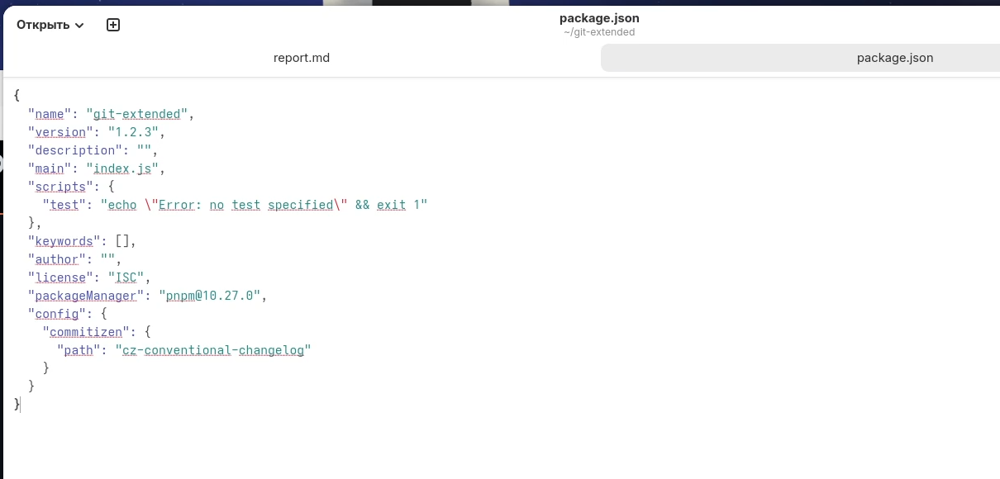 Открыть
package.json
~/git-extended
report.md
package.json
{
  "name": "git-extended",
  "version": "1.2.3",
  "description": "",
  "main": "index.js",
  "scripts": {
    "test": "echo \"Error: no test specified\" && exit 1"
  },
  "keywords": [],
  "author": "",
  "license": "ISC",
  "packageManager": "pnpm@10.27.0",
  "config": {
    "commitizen": {
      "path": "cz-conventional-changelog"
    }
  }
}